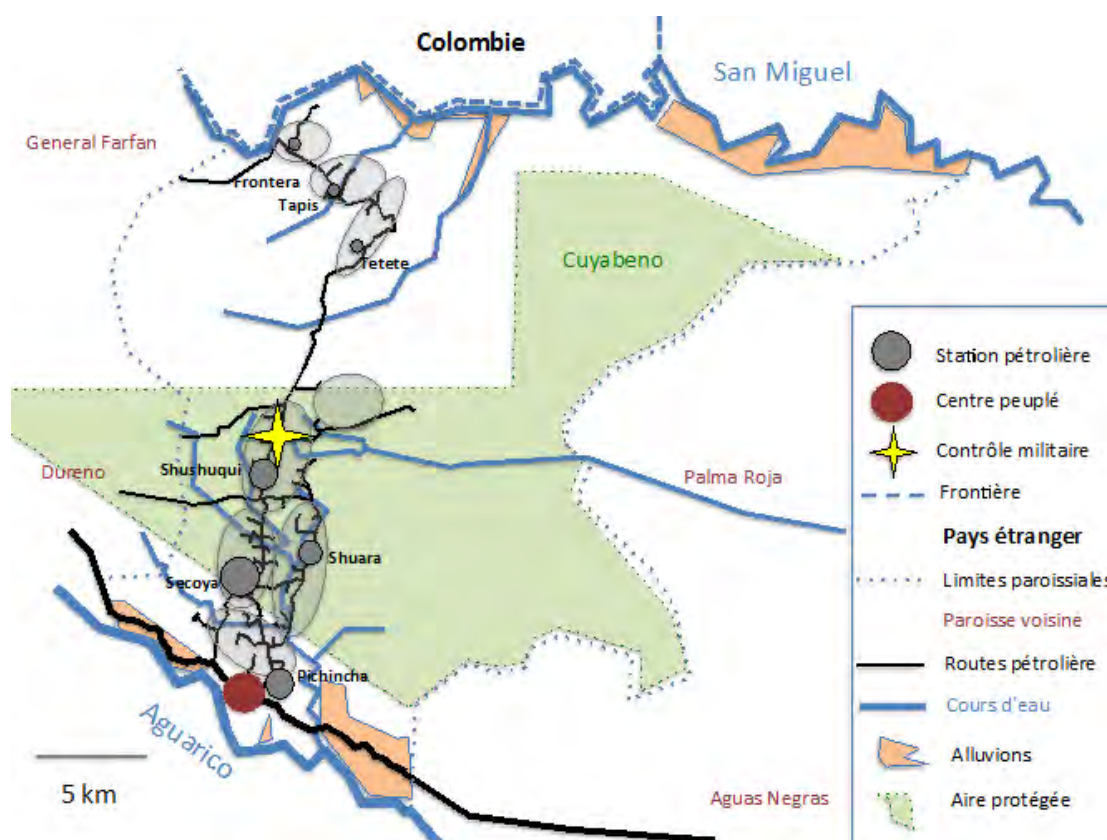 Colombie
San Miguel
General Farfan
Frontera
Tapis
Tetete
Cuyabeno
Dureno
Shushuqui
Palma Roja
Shuara
Secoya
Pichincha
Aguarico
Aguas Negras
5 km
Station pétrolière
Centre peuplé
Contrôle militaire
Frontière
Pays étranger
Limites paroissiales
Paroisse voisine
Routes pétrolière
Cours d'eau
Alluvions
Aire protégée